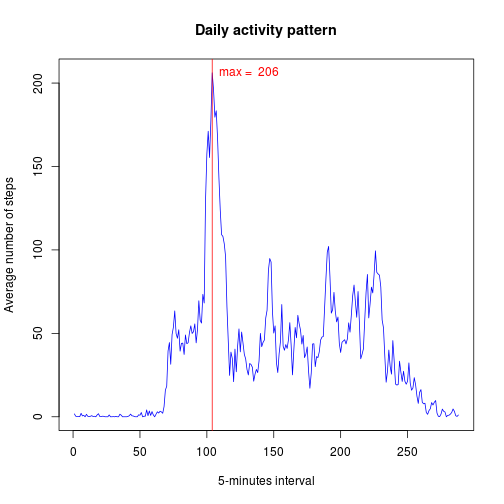 Daily activity pattern
max = 206
Average number of steps
200
150
100
50
0
0 50 100 150 200 250
5-minutes interval